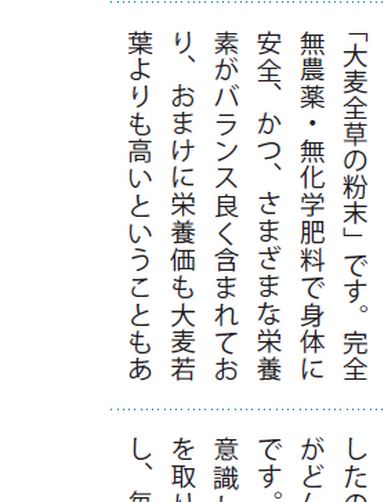 「大麦全草の粉末」です。完全
無農薬・無化学肥料で身体に
安全、かつ、さまざまな栄養
素がバランス良く含まれてお
り、おまけに栄養価も大麦若
葉よりも高いということもあ
したの
がどん
です。
意識し
を取り
し、毎